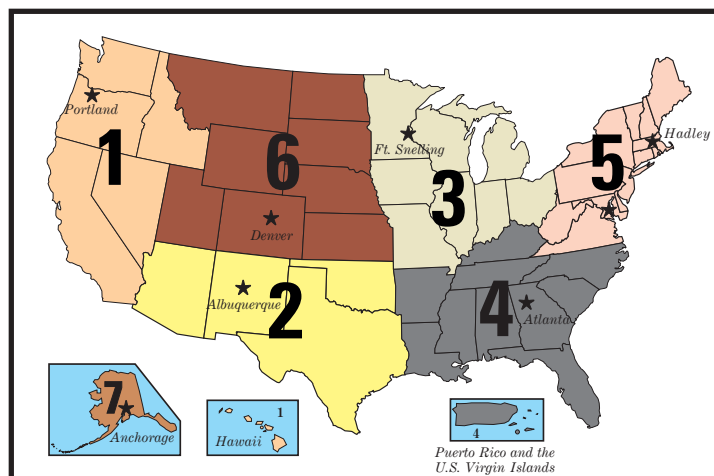 Portland
1
6
Ft. Snelling
3
5
Hadley
Denver
Albuquerque
2
4
Atlanta
7
Anchorage
1
Hawaii
4
Puerto Rico and the
U.S. Virgin Islands